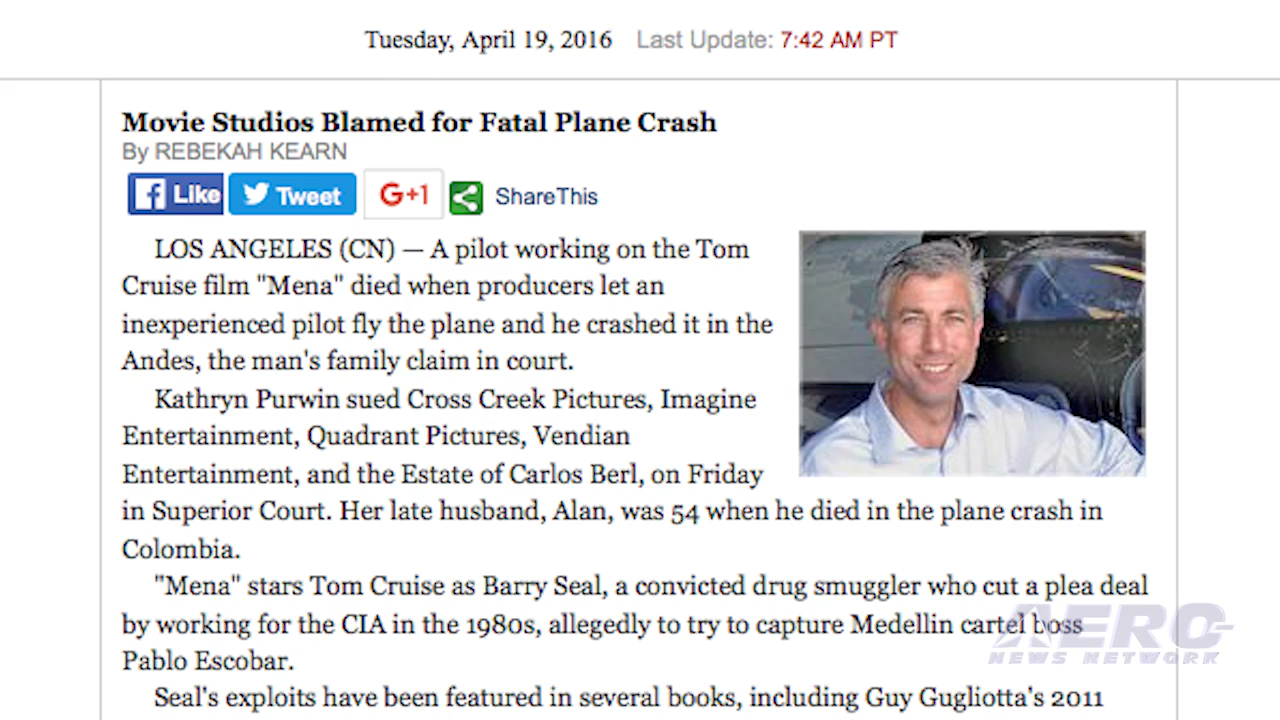 Tuesday, April 19, 2016 Last Update: 7:42 AM PT
Movie Studios Blamed for Fatal Plane Crash
By REBEKAH KEARN
Like Tweet G+1 ShareThis
LOS ANGELES (CN) — A pilot working on the Tom
Cruise film "Mena" died when producers let an
inexperienced pilot fly the plane and he crashed it in the
Andes, the man's family claim in court.
Kathryn Purwin sued Cross Creek Pictures, Imagine
Entertainment, Quadrant Pictures, Vendian
Entertainment, and the Estate of Carlos Berl, on Friday
in Superior Court. Her late husband, Alan, was 54 when he died in the plane crash in
Colombia.
"Mena" stars Tom Cruise as Barry Seal, a convicted drug smuggler who cut a plea deal
by working for the CIA in the 1980s, allegedly to try to capture Medellin cartel boss
Pablo Escobar.
AERO
NEWS NETWORK
Seal's exploits have been featured in several books, including Guy Gugliotta's 2011